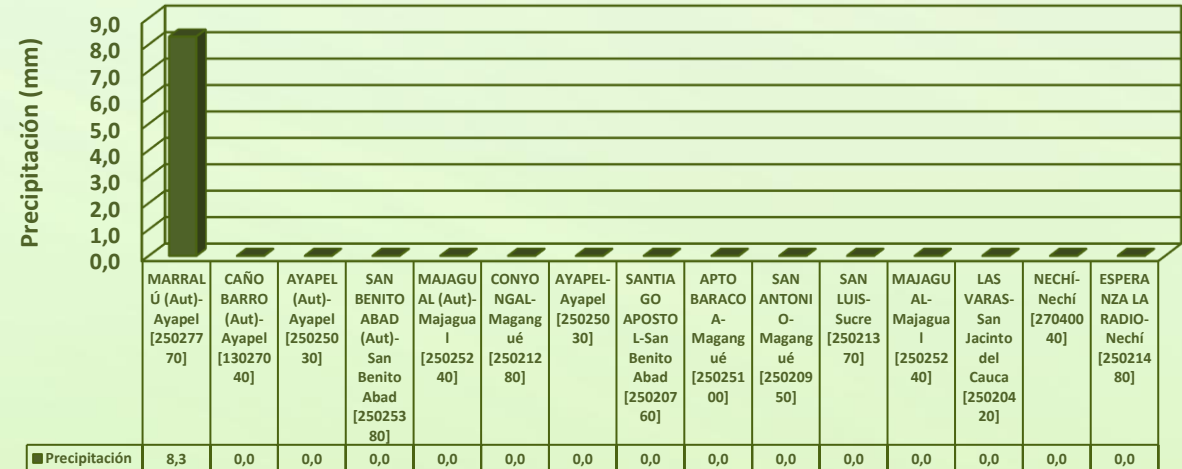 Precipitación (mm)
9,0
8,0
7,0
6,0
5,0
4,0
3,0
2,0
1,0
0,0
MARRAL
Ú (Aut)-
Ayapel
[250277
70]
CAÑO
BARRO
(Aut)-
Ayapel
[130270
40]
AYAPEL
(Aut)-
Ayapel
[250250
30]
SAN
BENITO
ABAD
(Aut)-
San
Benito
Abad
[250253
80]
MAJAGU
AL (Aut)-
Majagua
l
[250252
40]
CONYO
NGAL-
Magang
ué
[250212
80]
AYAPEL-
Ayapel
[250250
30]
SANTIA
GO
APOSTO
L-San
Benito
Abad
[250207
60]
APTO
BARACO
A-
Magang
ué
[250251
00]
SAN
ANTONI
O-
Magang
ué
[250209
50]
SAN
LUIS-
Sucre
[250213
70]
MAJAGU
AL-
Majagua
l
[250252
40]
LAS
VARAS-
San
Jacinto
del
Cauca
[250204
20]
NECHÍ-
Nechí
[270400
40]
ESPERA
NZA LA
RADIO-
Nechí
[250214
80]
Precipitación 8,3 0,0 0,0 0,0 0,0 0,0 0,0 0,0 0,0 0,0 0,0 0,0 0,0 0,0 0,0